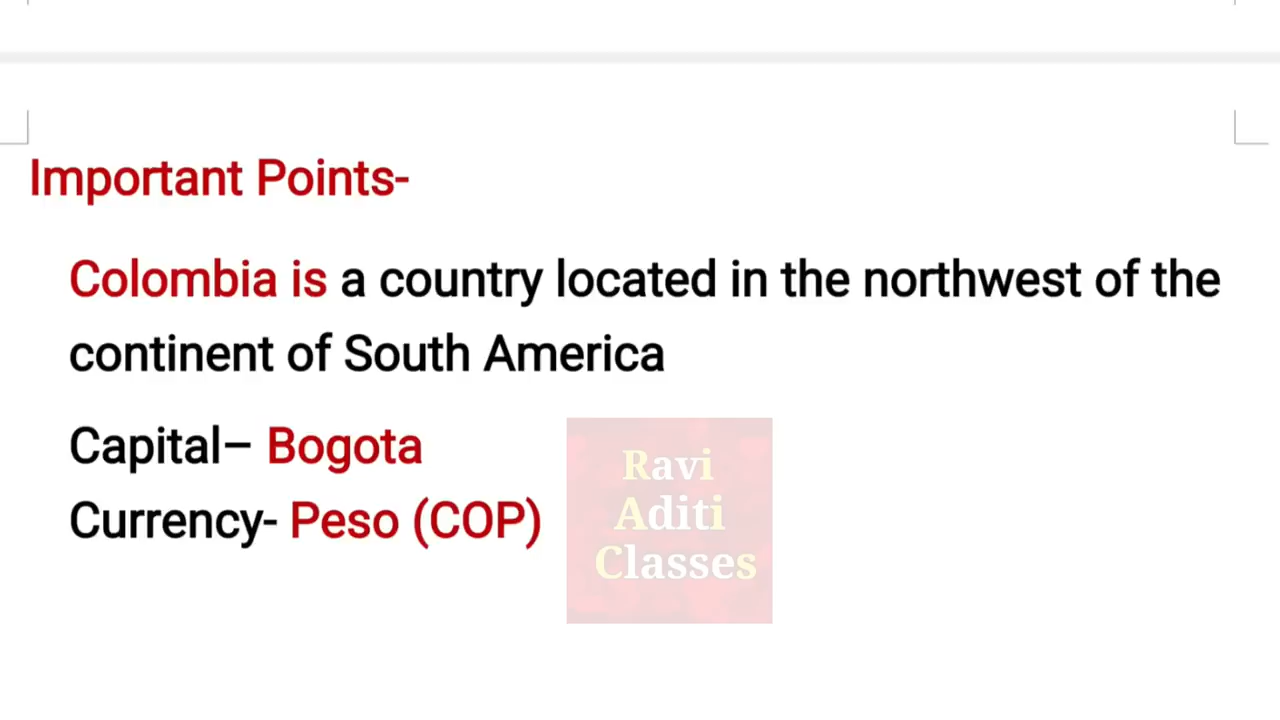 Important Points-
Colombia is a country located in the northwest of the
continent of South America
Capital– Bogota
Currency- Peso (COP)
Ravi
Aditi
Classes